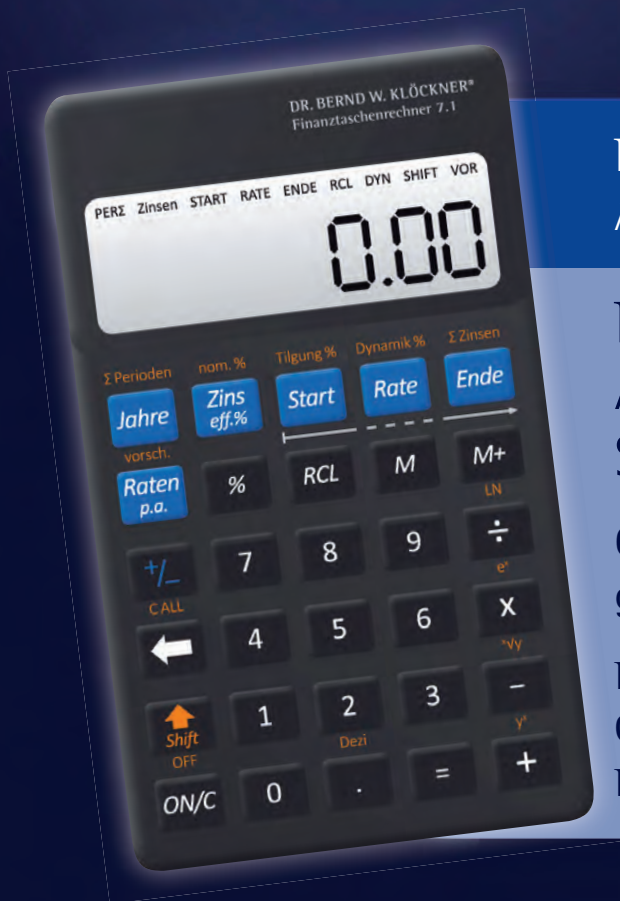 DR. BERND W. KLÖCKNER®
Finanztaschenrechner 7.1
PERΣ Zinsen START RATE ENDE RCL DYN SHIFT VOR
0.00
Σ Perioden nom. % Tilgung % Dynamik % Σ Zinsen
Jahre Zins eff.% Start Rate Ende
vorsch.
Raten p.a. % RCL M M+
LN
+/− 7 8 9 ÷
C ALL eˣ
4 5 6 X
ˣ√y
Shift 1 2 3 −
OFF Dezi yˣ
ON/C 0 . = +